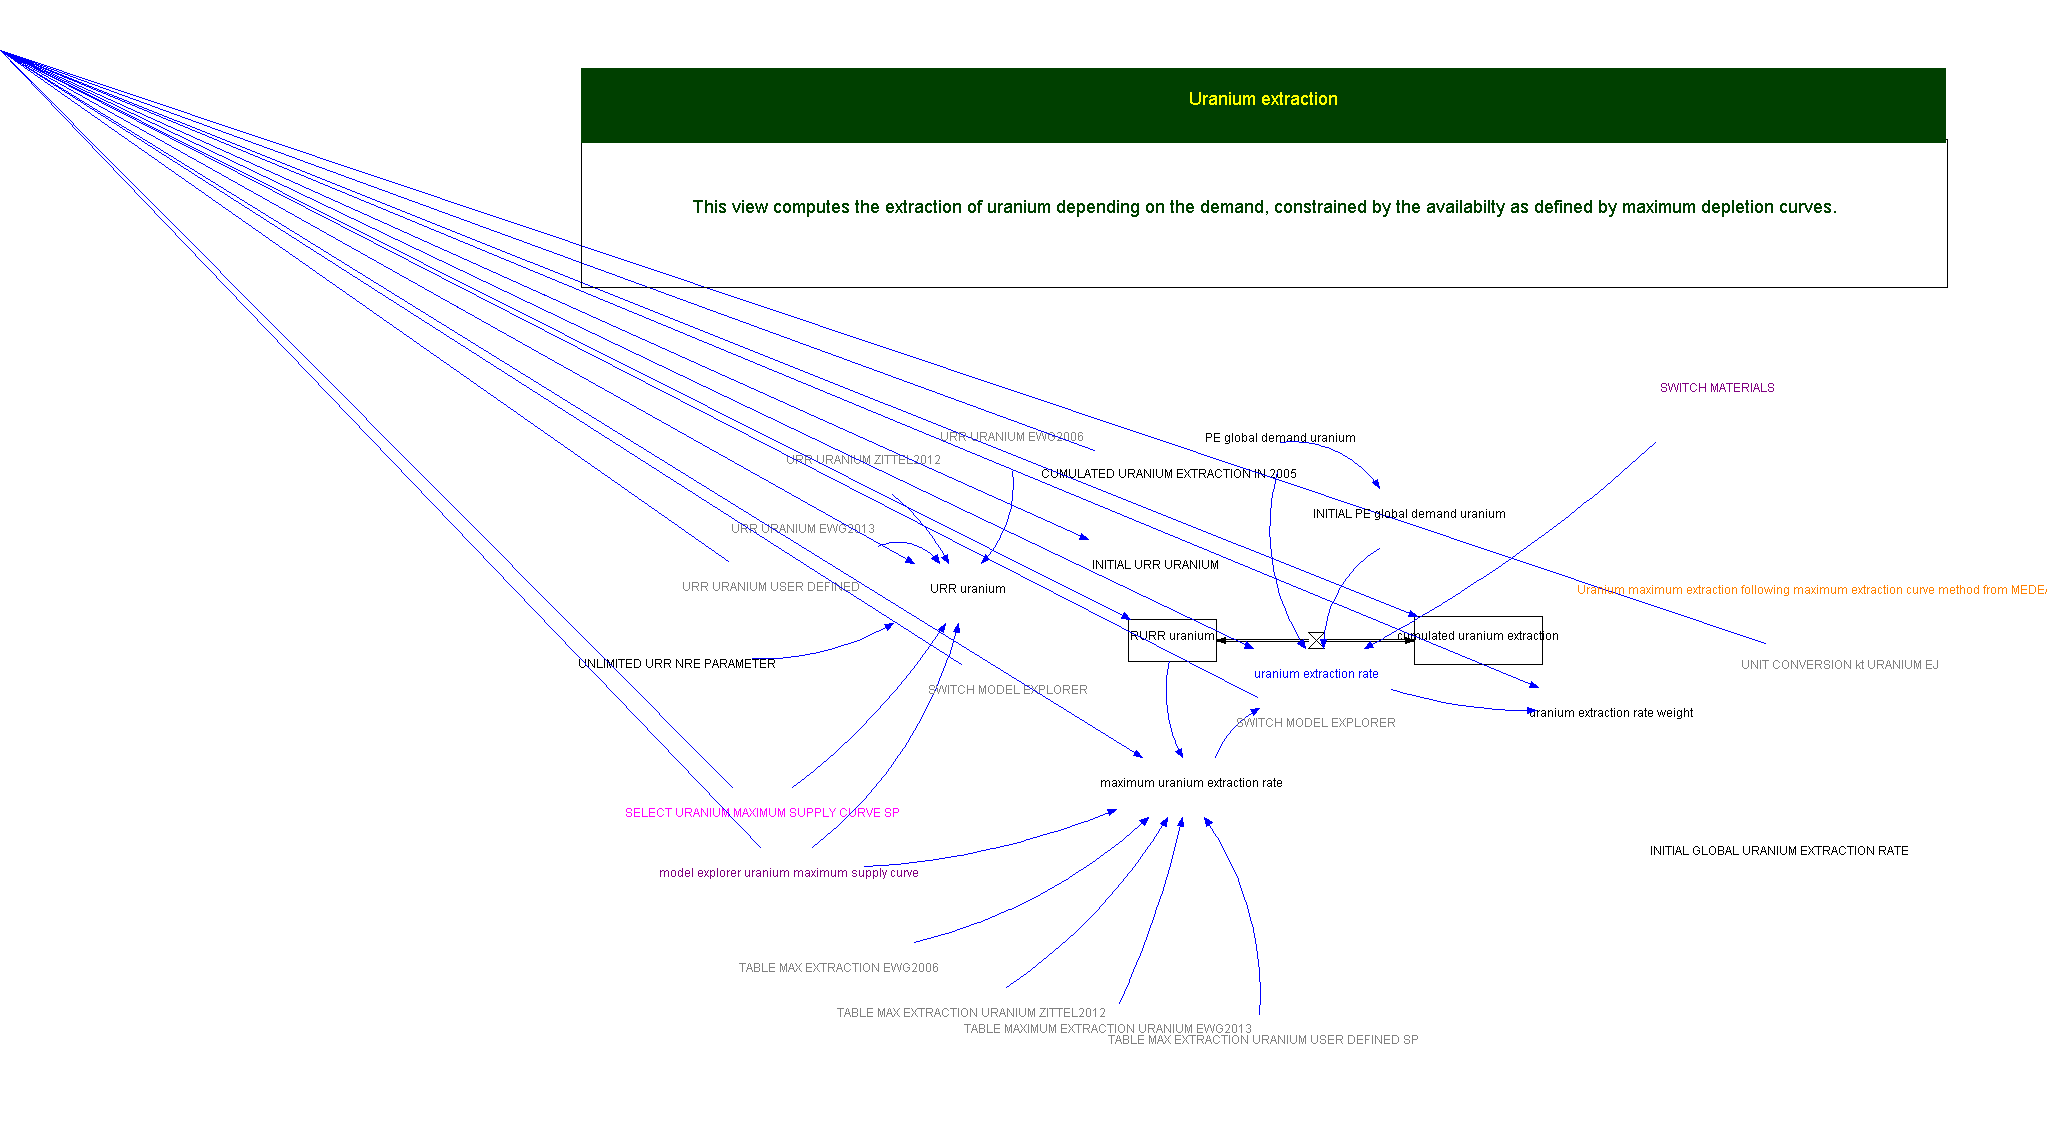 Uranium extraction
This view computes the extraction of uranium depending on the demand, constrained by the availabilty as defined by maximum depletion curves.
SWITCH MATERIALS
URR URANIUM EWG2006
PE global demand uranium
URR URANIUM ZITTEL2012
CUMULATED URANIUM EXTRACTION IN 2005
INITIAL PE global demand uranium
URR URANIUM EWG2013
INITIAL URR URANIUM
URR URANIUM USER DEFINED
URR uranium
Uranium maximum extraction following maximum extraction curve method from MEDEA
RURR uranium
cumulated uranium extraction
UNLIMITED URR NRE PARAMETER
UNIT CONVERSION kt URANIUM EJ
uranium extraction rate
SWITCH MODEL EXPLORER
uranium extraction rate weight
SWITCH MODEL EXPLORER
maximum uranium extraction rate
SELECT URANIUM MAXIMUM SUPPLY CURVE SP
INITIAL GLOBAL URANIUM EXTRACTION RATE
model explorer uranium maximum supply curve
TABLE MAX EXTRACTION EWG2006
TABLE MAX EXTRACTION URANIUM ZITTEL2012
TABLE MAXIMUM EXTRACTION URANIUM EWG2013
TABLE MAX EXTRACTION URANIUM USER DEFINED SP